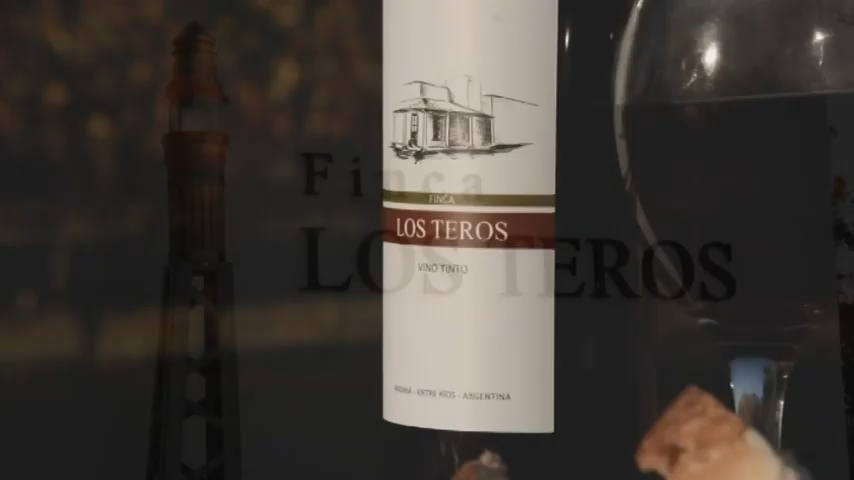 Finca
LOS TEROS
FINCA
LOS TEROS
VINO TINTO
ENTRE RIOS - ARGENTINA